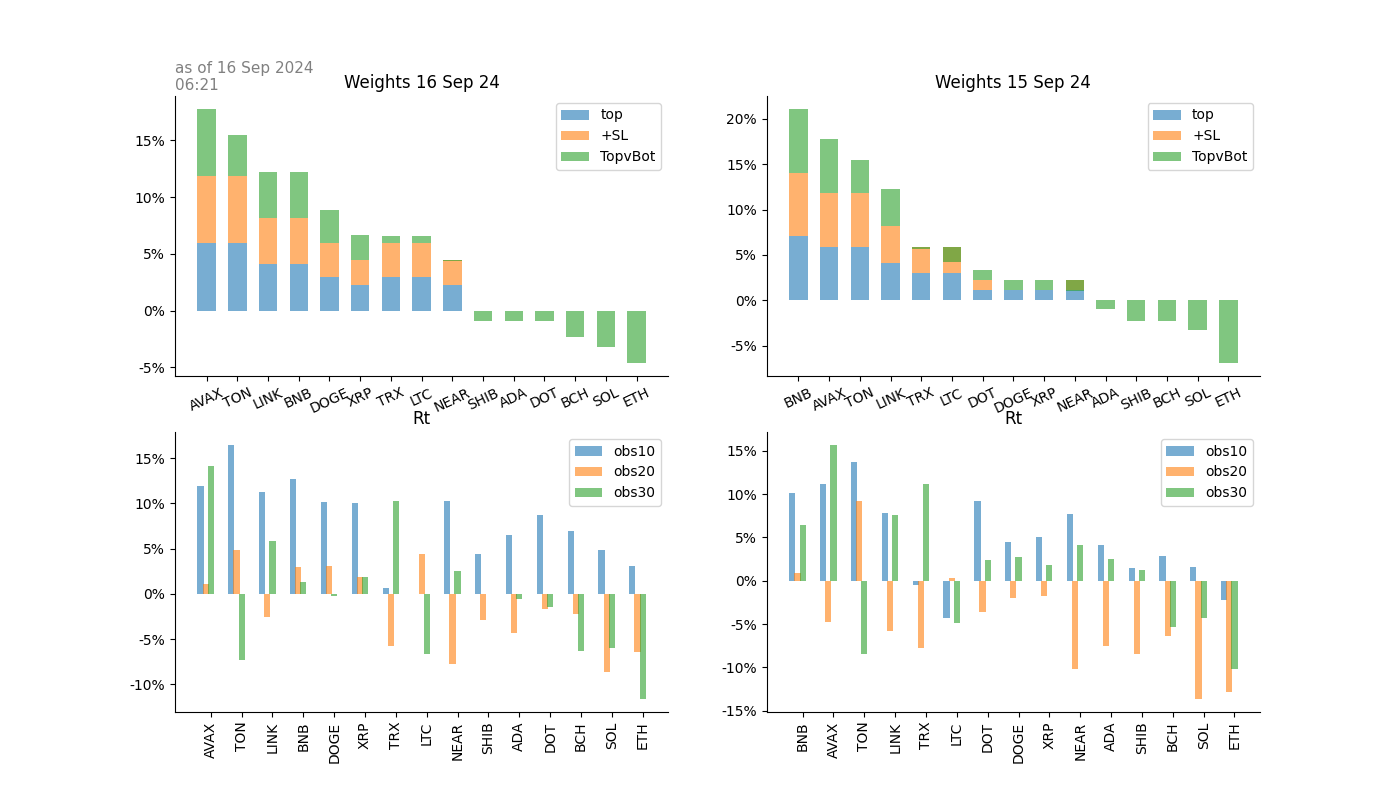 as of 16 Sep 2024
06:21
Weights 16 Sep 24
top
+SL
TopvBot
15%
10%
5%
0%
-5%
AVAX TON LINK BNB DOGE XRP TRX LTC NEAR SHIB ADA DOT BCH SOL ETH
Weights 15 Sep 24
top
+SL
TopvBot
20%
15%
10%
5%
0%
-5%
BNB AVAX TON LINK TRX LTC DOT DOGE XRP NEAR ADA SHIB BCH SOL ETH
Rt
obs10
obs20
obs30
15%
10%
5%
0%
-5%
-10%
AVAX TON LINK BNB DOGE XRP TRX LTC NEAR SHIB ADA DOT BCH SOL ETH
Rt
obs10
obs20
obs30
15%
10%
5%
0%
-5%
-10%
-15%
BNB AVAX TON LINK TRX LTC DOT DOGE XRP NEAR ADA SHIB BCH SOL ETH